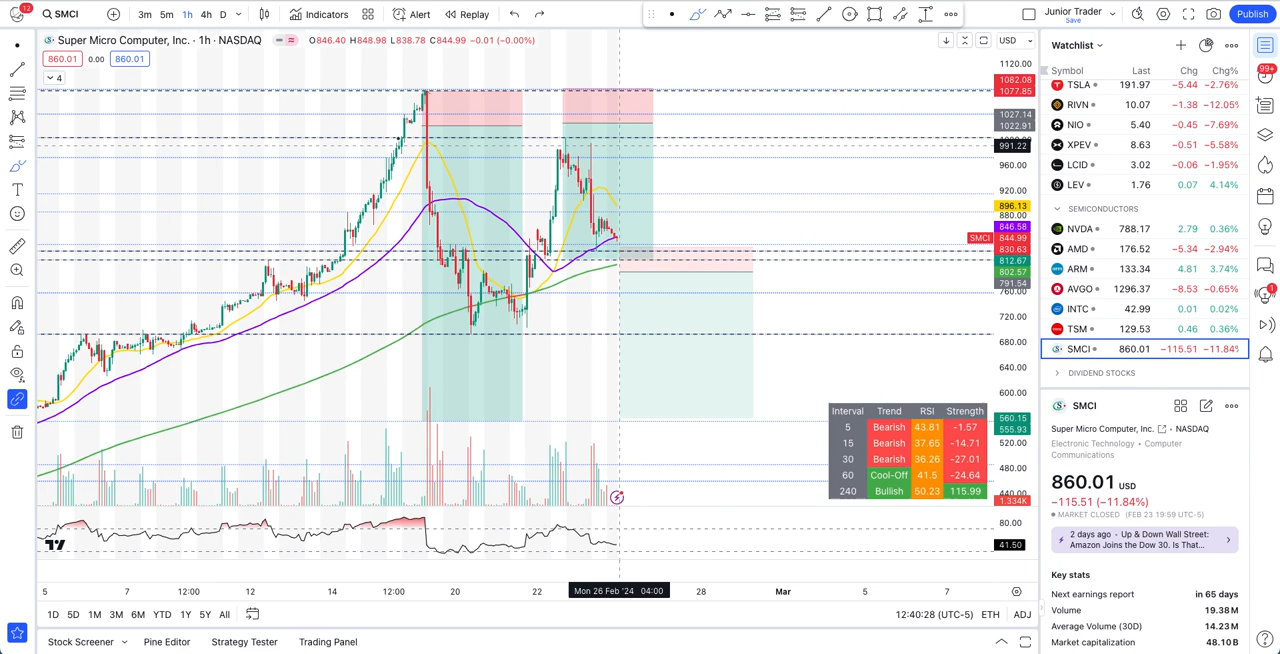 12
SMCI
3m 5m 1h 4h D
Indicators
Alert
Replay
Junior Trader
Save
Publish
Super Micro Computer, Inc. · 1h · NASDAQ
O846.40 H848.98 L838.78 C844.99 −0.01 (−0.00%)
860.01 0.00 860.01
4
USD
1120.00
1082.08
1077.85
1027.14
1022.91
991.22
960.00
920.00
896.13
880.00
846.58
SMCI 844.99
830.63
812.67
802.57
791.54
760.00
720.00
680.00
640.00
600.00
560.15
555.93
520.00
480.00
440.00
1.334K
80.00
41.50
Interval Trend RSI Strength
5 Bearish 43.81 −1.57
15 Bearish 37.65 −14.71
30 Bearish 36.26 −27.01
60 Cool-Off 41.5 −24.64
240 Bullish 50.23 115.99
5 7 12:00 12 14 12:00 20 22 Mon 26 Feb '24 04:00 28 Mar 5 7
1D 5D 1M 3M 6M YTD 1Y 5Y All
12:40:28 (UTC-5) ETH ADJ
Stock Screener Pine Editor Strategy Tester Trading Panel
Watchlist
Symbol Last Chg Chg%
TSLA 191.97 −5.44 −2.76%
RIVN 10.07 −1.38 −12.05%
NIO 5.40 −0.45 −7.69%
XPEV 8.63 −0.51 −5.58%
LCID 3.02 −0.06 −1.95%
LEV 1.76 0.07 4.14%
SEMICONDUCTORS
NVDA 788.17 2.79 0.36%
AMD 176.52 −5.34 −2.94%
ARM 133.34 4.81 3.74%
AVGO 1296.37 −8.53 −0.65%
INTC 42.99 0.01 0.02%
TSM 129.53 0.46 0.36%
SMCI 860.01 −115.51 −11.84%
DIVIDEND STOCKS
SMCI
Super Micro Computer, Inc. · NASDAQ
Electronic Technology · Computer
Communications
860.01 USD
−115.51 (−11.84%)
MARKET CLOSED (FEB 23 19:59 UTC-5)
2 days ago · Up & Down Wall Street:
Amazon Joins the Dow 30. Is That...
Key stats
Next earnings report in 65 days
Volume 19.38M
Average Volume (30D) 14.23M
Market capitalization 48.10B
99+
1